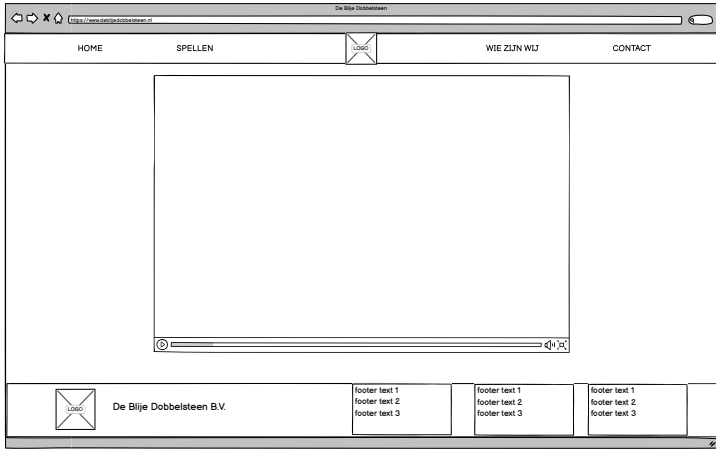 De Blije Dobbelsteen
https://www.deblijedobbelsteen.nl
HOME
SPELLEN
LOGO
WIE ZIJN WIJ
CONTACT
LOGO
De Blije Dobbelsteen B.V.
footer text 1
footer text 2
footer text 3
footer text 1
footer text 2
footer text 3
footer text 1
footer text 2
footer text 3